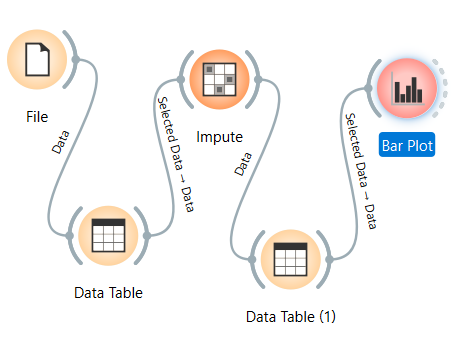 File
Data
Data Table
Selected Data → Data
Impute
Data
Data Table (1)
Selected Data → Data
Bar Plot